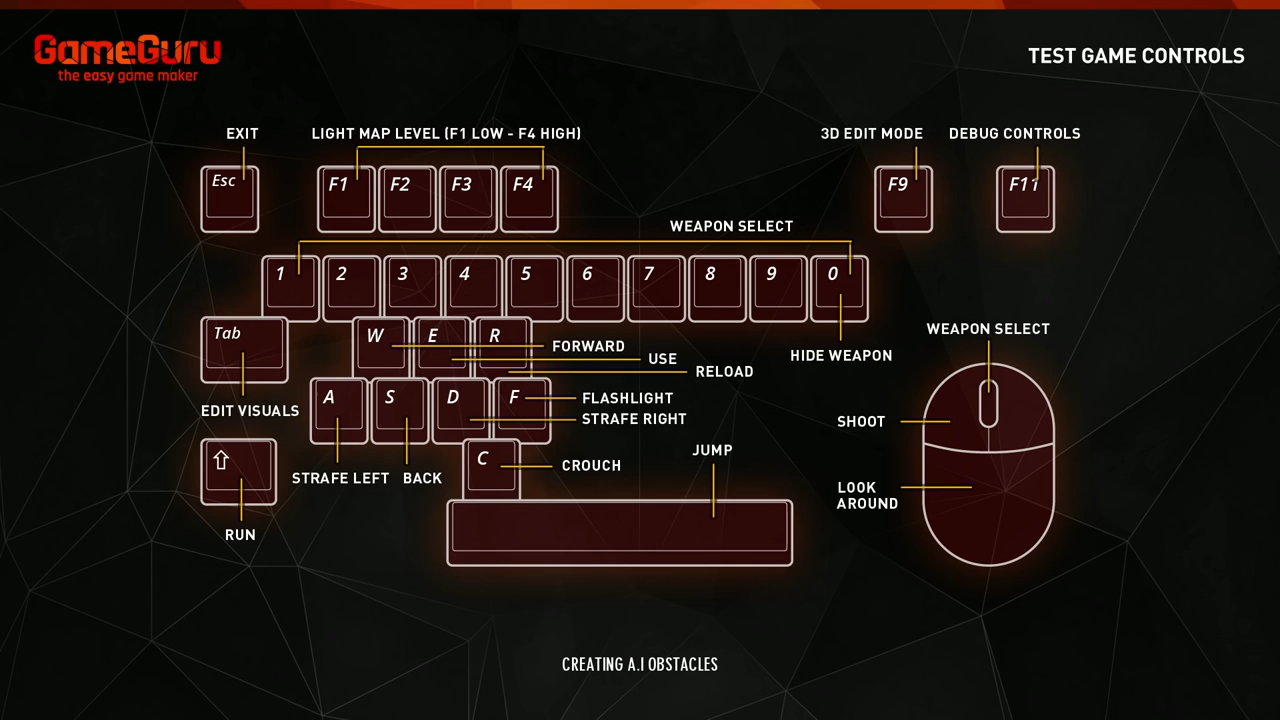 GameGuru
the easy game maker
TEST GAME CONTROLS
EXIT
LIGHT MAP LEVEL (F1 LOW - F4 HIGH)
3D EDIT MODE
DEBUG CONTROLS
Esc
F1
F2
F3
F4
F9
F11
WEAPON SELECT
1
2
3
4
5
6
7
8
9
0
Tab
W
E
R
FORWARD
USE
RELOAD
HIDE WEAPON
WEAPON SELECT
EDIT VISUALS
A
S
D
F
FLASHLIGHT
STRAFE RIGHT
SHOOT
STRAFE LEFT
BACK
C
CROUCH
JUMP
LOOK
AROUND
RUN
CREATING A.I OBSTACLES